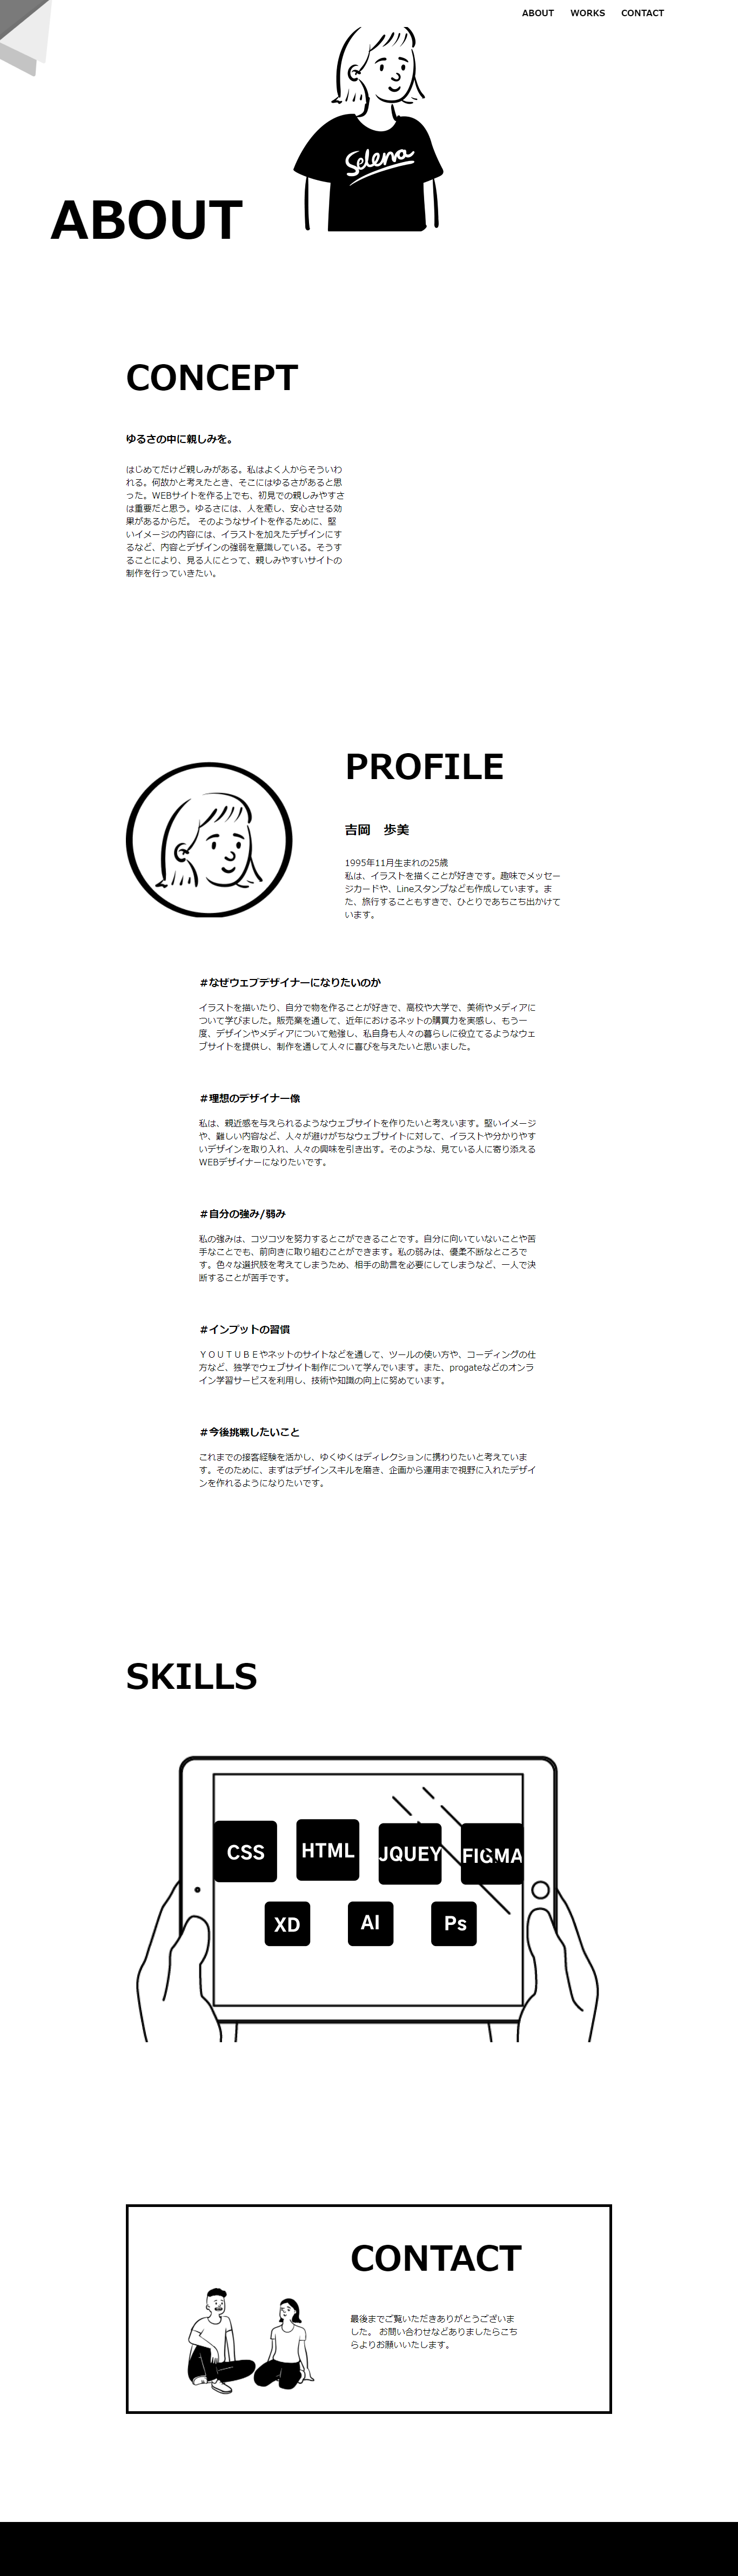 ABOUT WORKS CONTACT
Selena
ABOUT
CONCEPT
ゆるさの中に親しみを。
はじめてだけど親しみがある。私はよく人からそういわ
れる。何故かと考えたとき、そこにはゆるさがあると思
った。WEBサイトを作る上でも、初見での親しみやすさ
は重要だと思う。ゆるさには、人を癒し、安心させる効
果があるからだ。 そのようなサイトを作るために、堅
いイメージの内容には、イラストを加えたデザインにす
るなど、内容とデザインの強弱を意識している。そうす
ることにより、見る人にとって、親しみやすいサイトの
制作を行っていきたい。
PROFILE
吉岡　歩美
1995年11月生まれの25歳
私は、イラストを描くことが好きです。趣味でメッセー
ジカードや、Lineスタンプなども作成しています。ま
た、旅行することもすきで、ひとりであちこち出かけて
います。
＃なぜウェブデザイナーになりたいのか
イラストを描いたり、自分で物を作ることが好きで、高校や大学で、美術やメディアに
ついて学びました。販売業を通して、近年におけるネットの購買力を実感し、もう一
度、デザインやメディアについて勉強し、私自身も人々の暮らしに役立てるようなウェ
ブサイトを提供し、制作を通して人々に喜びを与えたいと思いました。
＃理想のデザイナー像
私は、親近感を与えられるようなウェブサイトを作りたいと考えいます。堅いイメージ
や、難しい内容など、人々が避けがちなウェブサイトに対して、イラストや分かりやす
いデザインを取り入れ、人々の興味を引き出す。そのような、見ている人に寄り添える
WEBデザイナーになりたいです。
＃自分の強み/弱み
私の強みは、コツコツを努力するとこができることです。自分に向いていないことや苦
手なことでも、前向きに取り組むことができます。私の弱みは、優柔不断なところで
す。色々な選択肢を考えてしまうため、相手の助言を必要にしてしまうなど、一人で決
断することが苦手です。
＃インプットの習慣
ＹＯＵＴＵＢＥやネットのサイトなどを通して、ツールの使い方や、コーディングの仕
方など、独学でウェブサイト制作について学んでいます。また、progateなどのオンラ
イン学習サービスを利用し、技術や知識の向上に努めています。
＃今後挑戦したいこと
これまでの接客経験を活かし、ゆくゆくはディレクションに携わりたいと考えていま
す。そのために、まずはデザインスキルを磨き、企画から運用まで視野に入れたデザイ
ンを作れるようになりたいです。
SKILLS
CSS HTML JQUEY FIGMA
XD AI Ps
CONTACT
最後までご覧いただきありがとうございま
した。 お問い合わせなどありましたらこち
らよりお願いいたします。